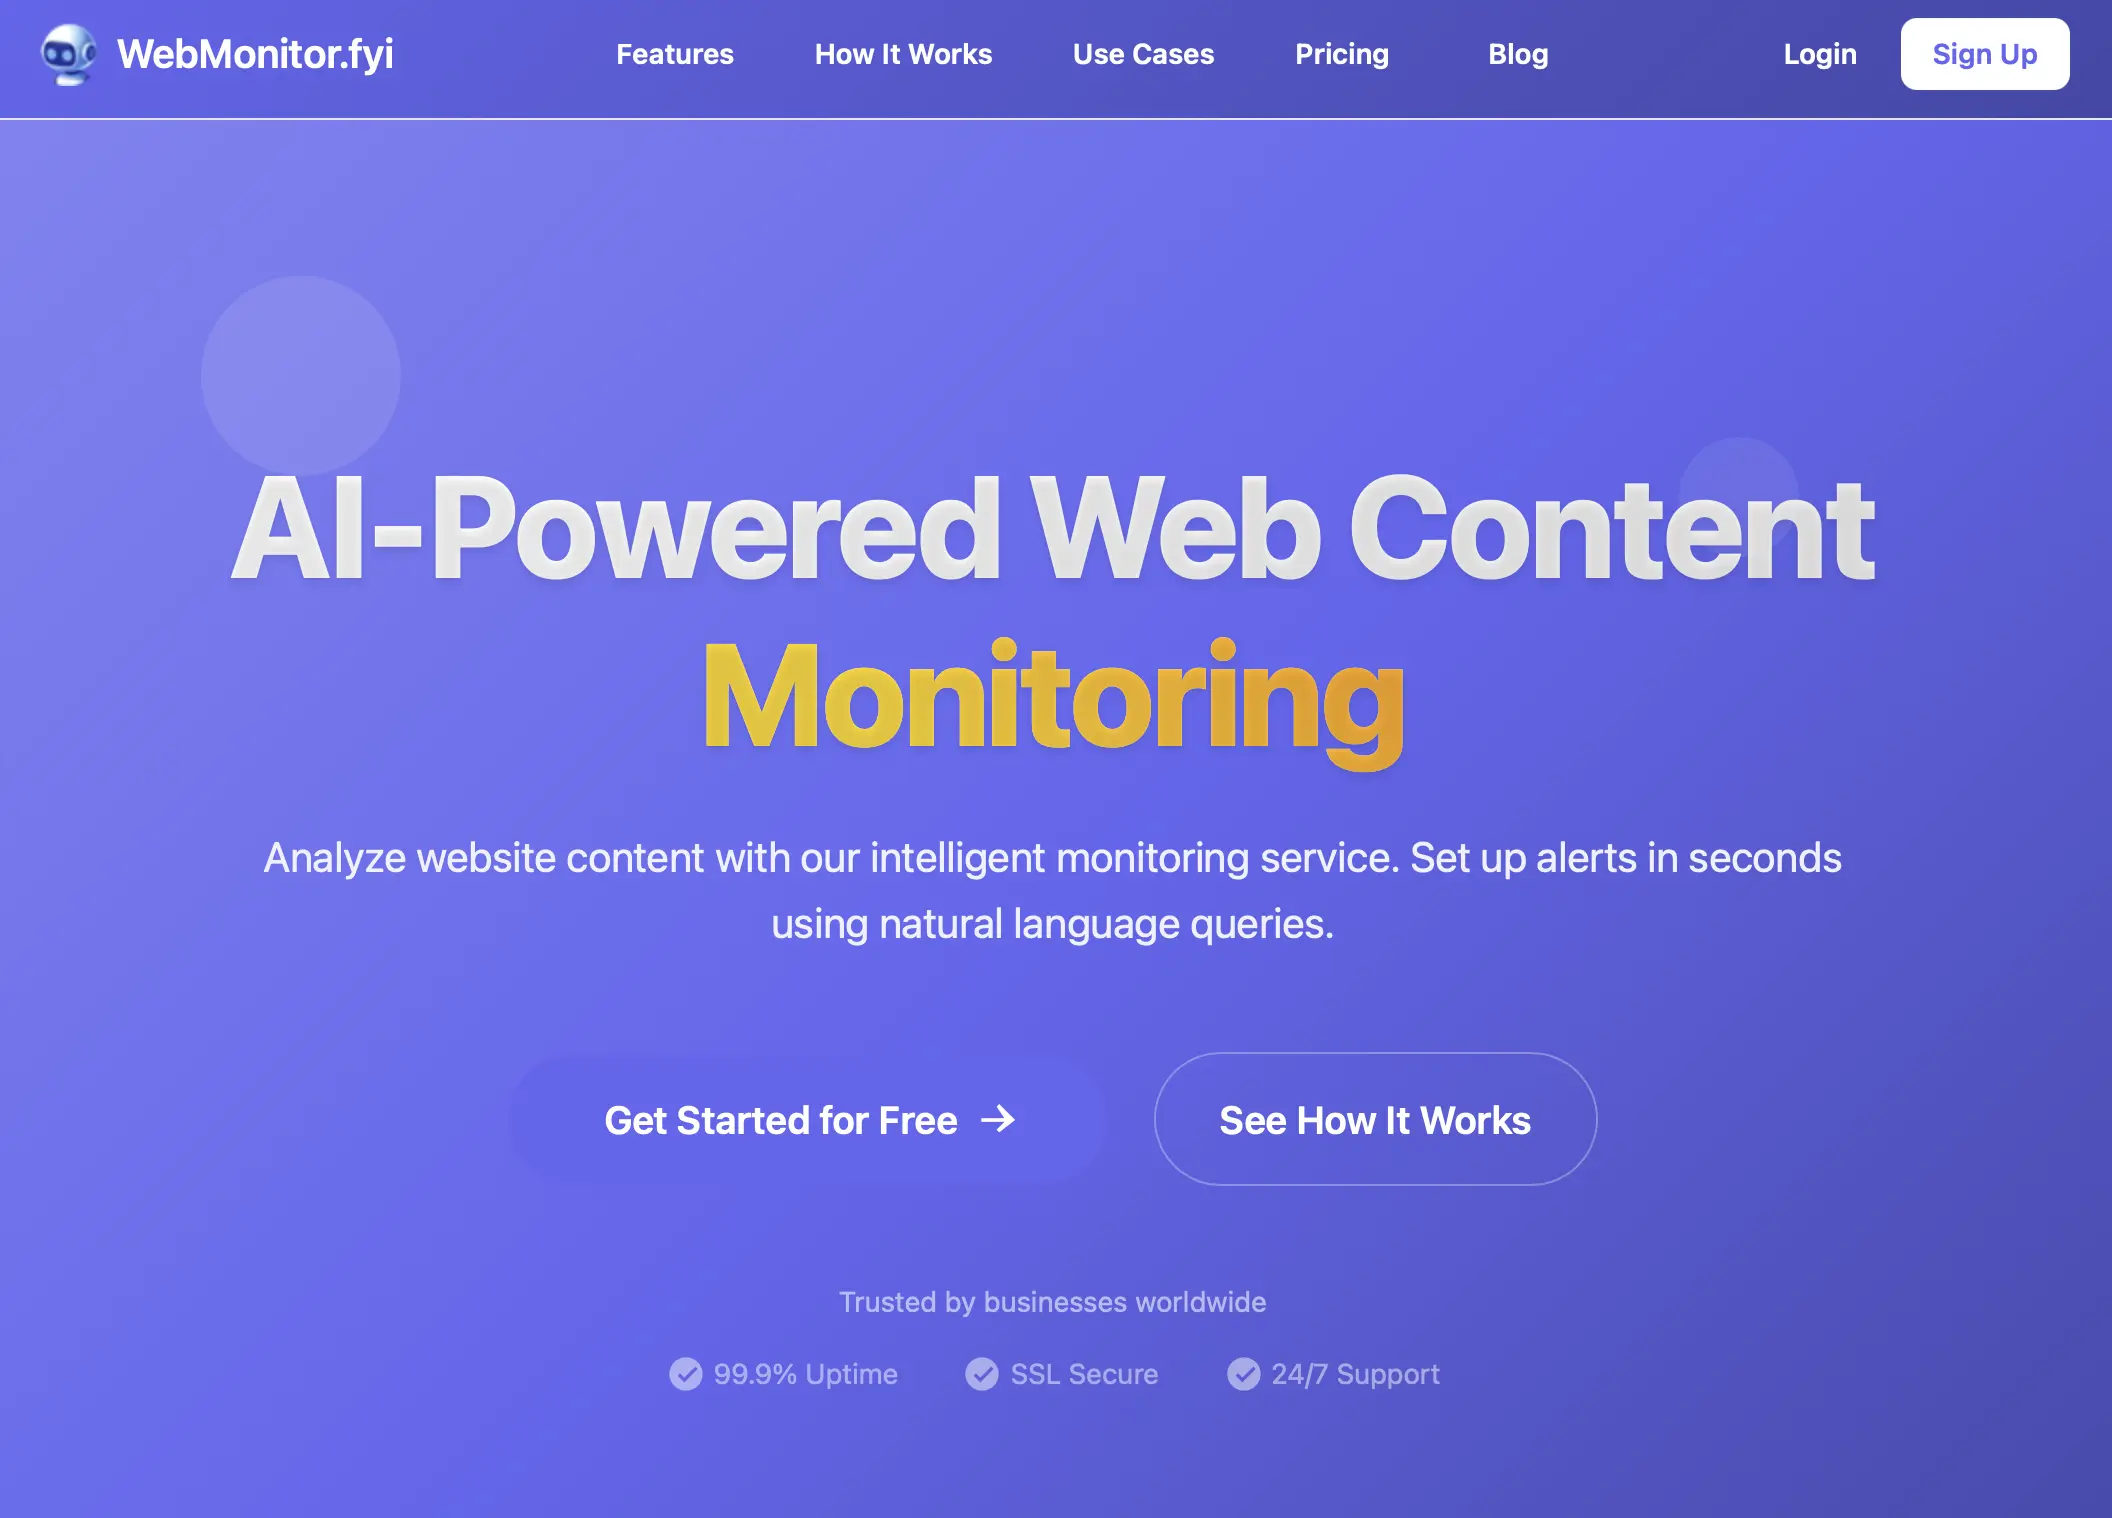 WebMonitor.fyi
Features
How It Works
Use Cases
Pricing
Blog
Login
Sign Up
AI-Powered Web Content
Monitoring
Analyze website content with our intelligent monitoring service. Set up alerts in seconds
using natural language queries.
Get Started for Free →
See How It Works
Trusted by businesses worldwide
99.9% Uptime
SSL Secure
24/7 Support